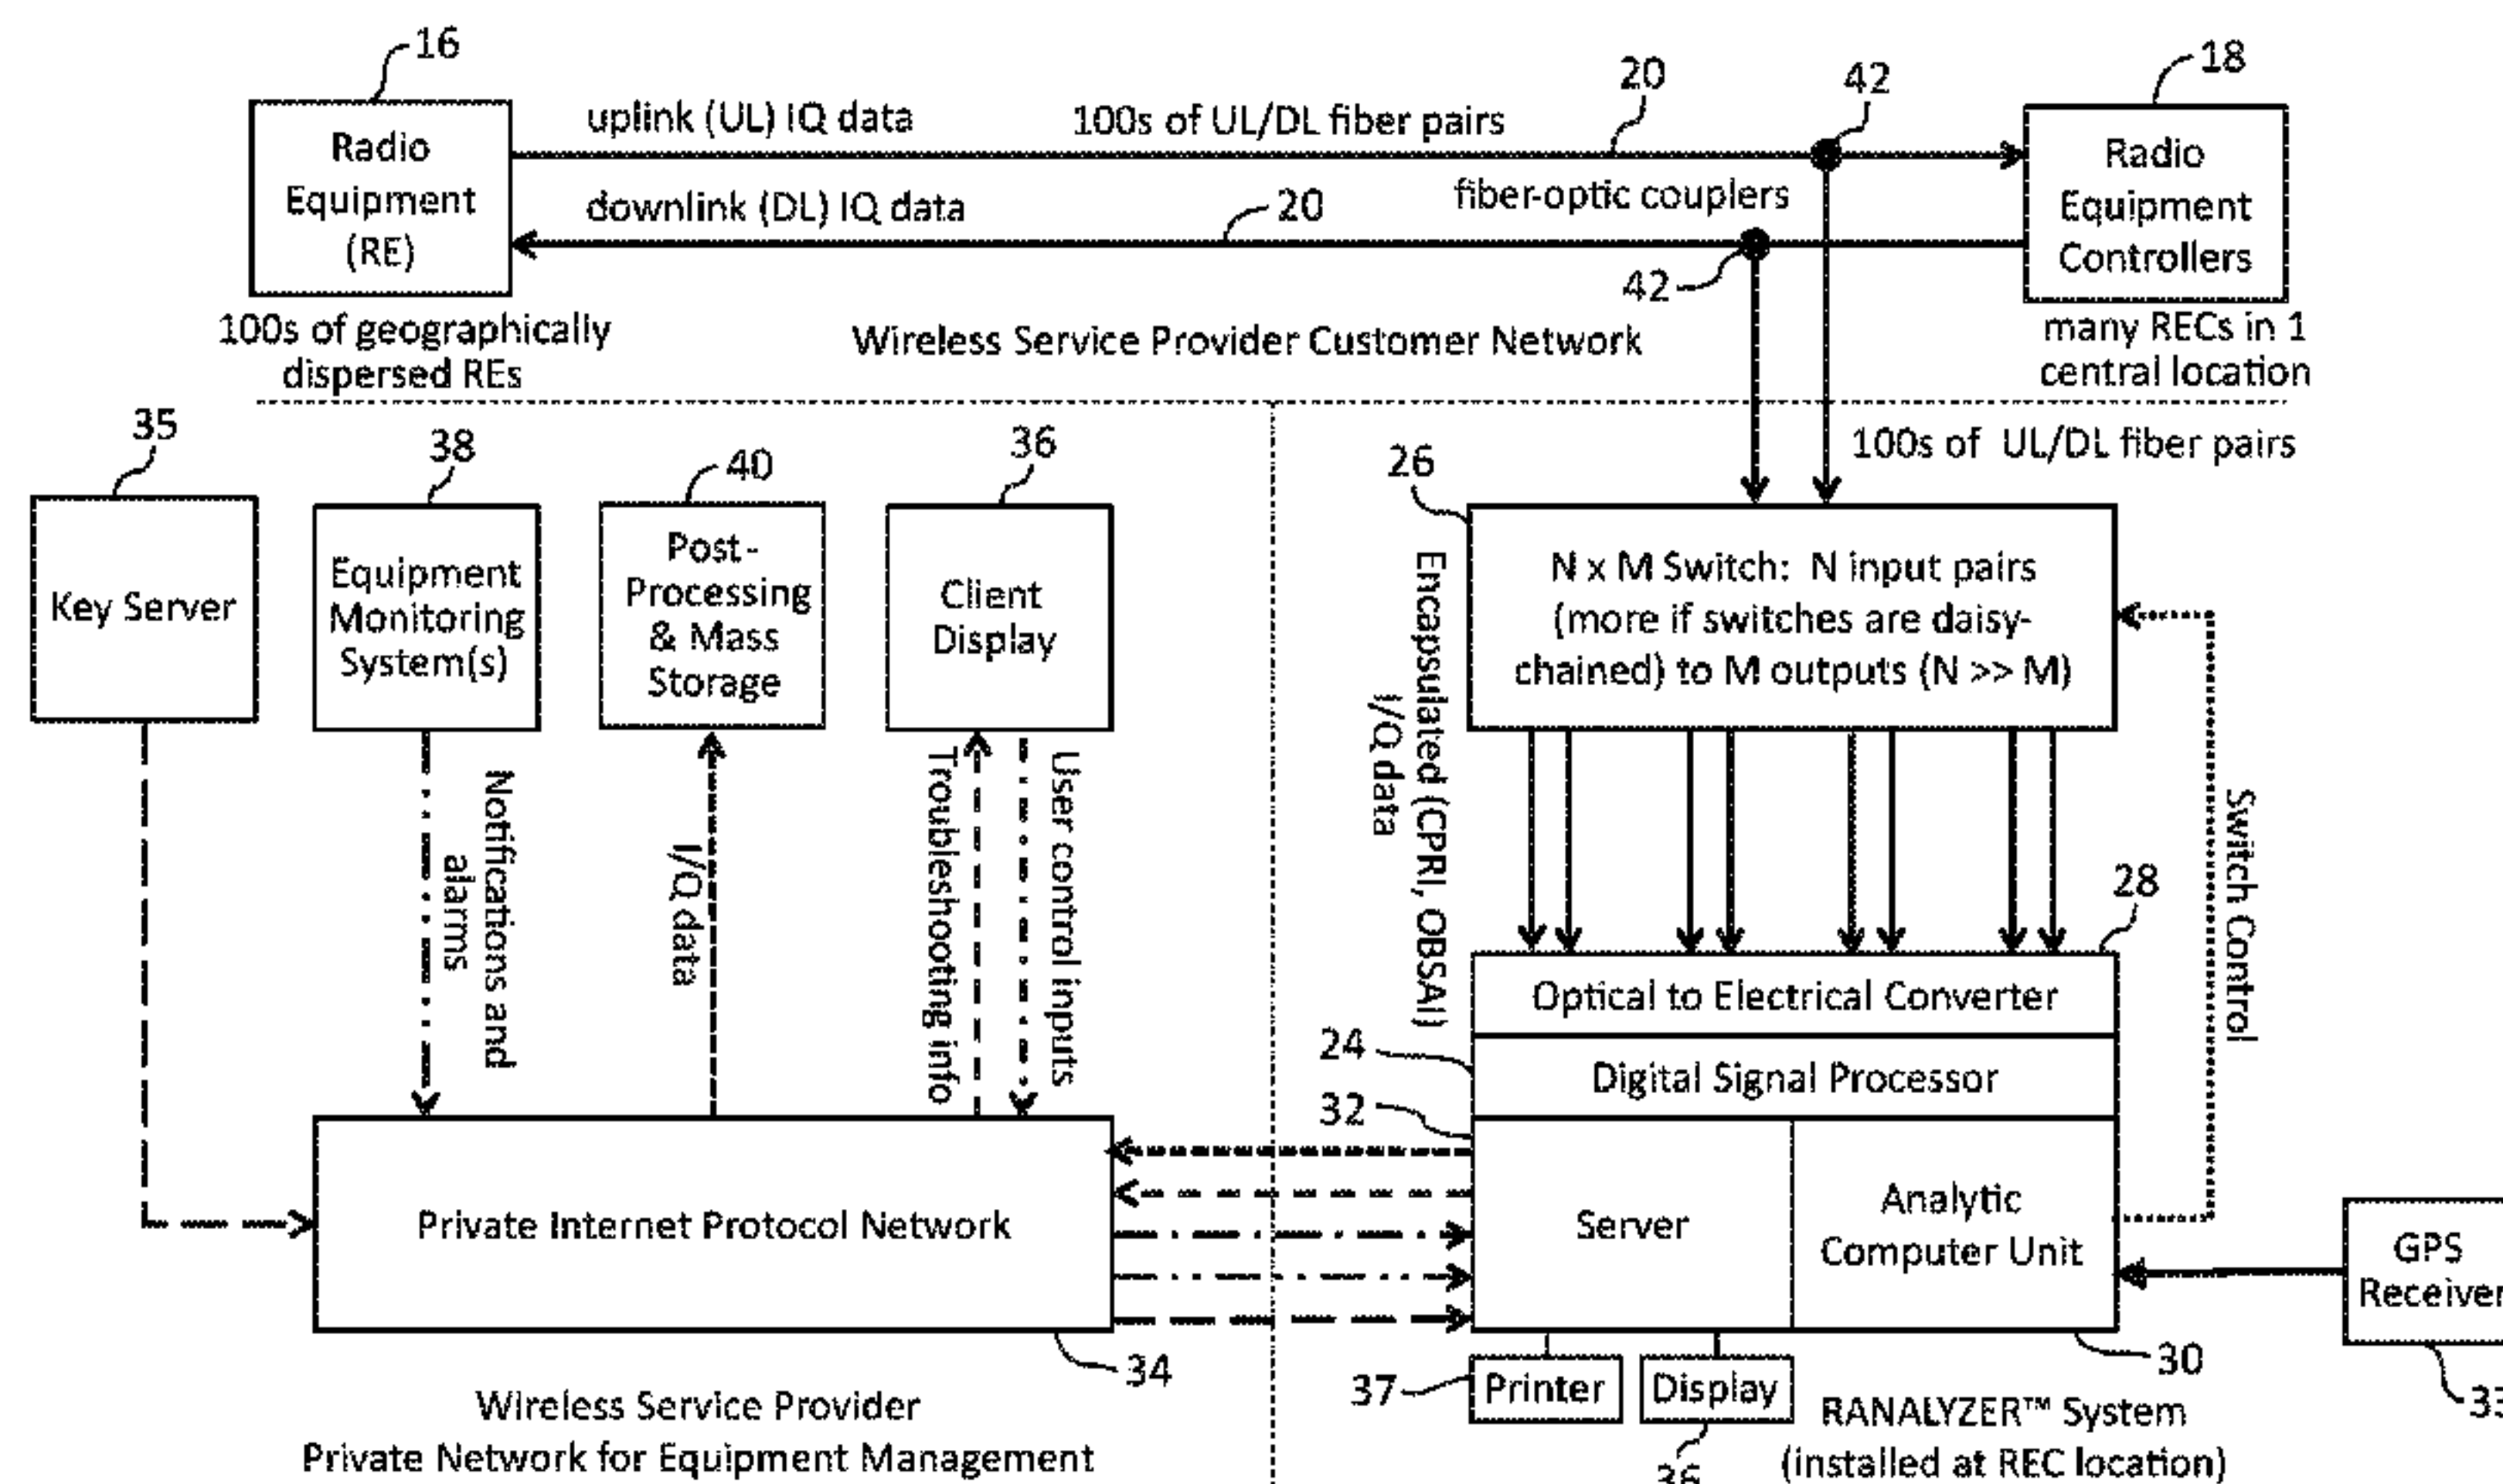 16
18
20
42
uplink (UL) IQ data
100s of UL/DL fiber pairs
Radio
Equipment
(RE)
Radio
Equipment
Controllers
downlink (DL) IQ data
20
fiber-optic couplers
42
100s of geographically
dispersed REs
Wireless Service Provider Customer Network
many RECs in 1
central location
35
38
40
36
26
100s of UL/DL fiber pairs
Key Server
Equipment
Monitoring
System(s)
Post-
Processing
& Mass
Storage
Client
Display
N x M Switch: N input pairs
(more if switches are daisy-
chained) to M outputs (N >> M)
Encapsulated (CPRI, OBSAI)
I/Q data
Notifications and
alarms
I/Q data
Troubleshooting info
User control inputs
Switch Control
28
Optical to Electrical Converter
24
Digital Signal Processor
32
Private Internet Protocol Network
Server
Analytic
Computer Unit
GPS
Receiver
34
30
33
37
Printer
Display
36
Wireless Service Provider
Private Network for Equipment Management
RANALYZER™ System
(installed at REC location)